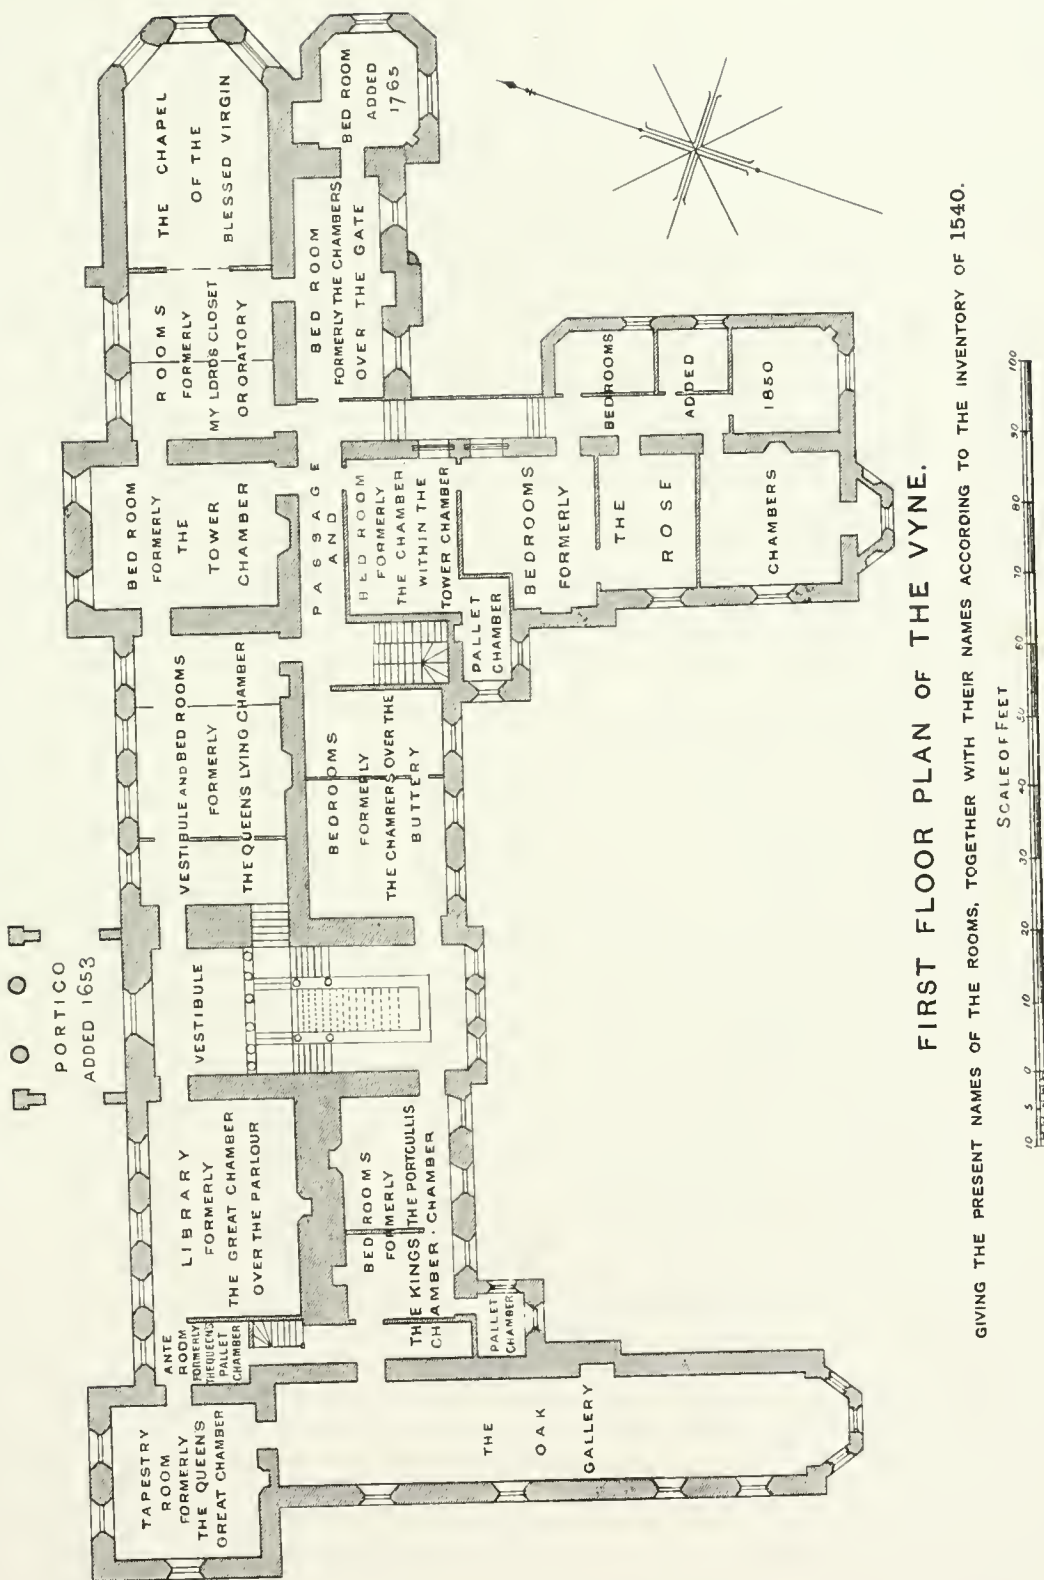 PORTICO
ADDED 1653
TAPESTRY
ROOM
FORMERLY
THE QUEENS
GREAT CHAMBER
ANTE
ROOM
FORMERLY
THE QUEENS
PALLET
CHAMBER
LIBRARY
FORMERLY
THE GREAT CHAMBER
OVER THE PARLOUR
VESTIBULE
VESTIBULE AND BED ROOMS
FORMERLY
THE QUEENS LYING CHAMBER
BED ROOM
FORMERLY
THE
TOWER
CHAMBER
ROOMS
FORMERLY
MY LORDS CLOSET
OR ORATORY
THE CHAPEL
OF THE
BLESSED VIRGIN
THE
OAK
GALLERY
BEDROOMS
FORMERLY
THE KINGS THE PORTCULLIS
CHAMBER · CHAMBER
PALLET
CHAMBER
BEDROOMS
FORMERLY
THE CHAMBERS OVER THE
BUTTERY
PASSAGE
AND
BED ROOM
FORMERLY
THE CHAMBER
WITHIN THE
TOWER CHAMBER
PALLET
CHAMBER
BED ROOM
FORMERLY THE CHAMBERS
OVER THE GATE
BED ROOM
ADDED
1765
BEDROOMS
FORMERLY
THE
ROSE
CHAMBERS
BEDROOMS
ADDED
1850
N
FIRST FLOOR PLAN OF THE VYNE.
GIVING THE PRESENT NAMES OF THE ROOMS, TOGETHER WITH THEIR NAMES ACCORDING TO THE INVENTORY OF 1540.
SCALE OF FEET
10 5 0 10 20 30 40 50 60 70 80 90 100